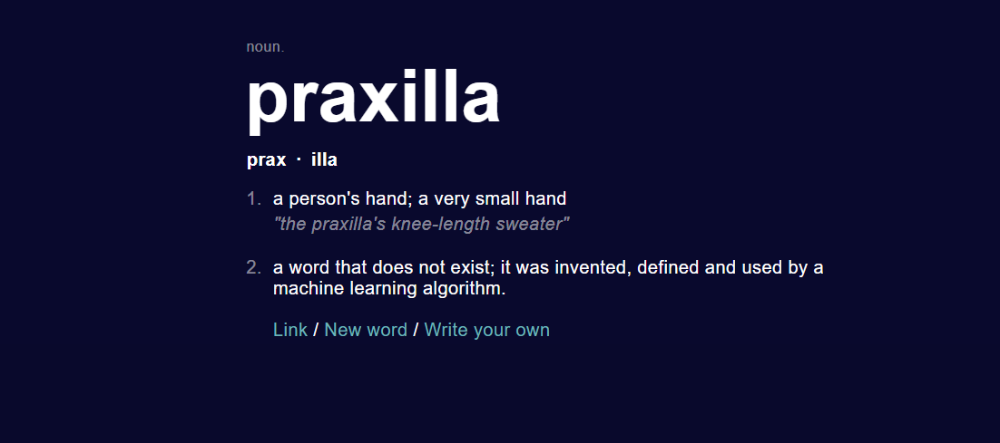 noun.
praxilla
prax · illa
1. a person's hand; a very small hand
"the praxilla's knee-length sweater"
2. a word that does not exist; it was invented, defined and used by a
machine learning algorithm.
Link / New word / Write your own